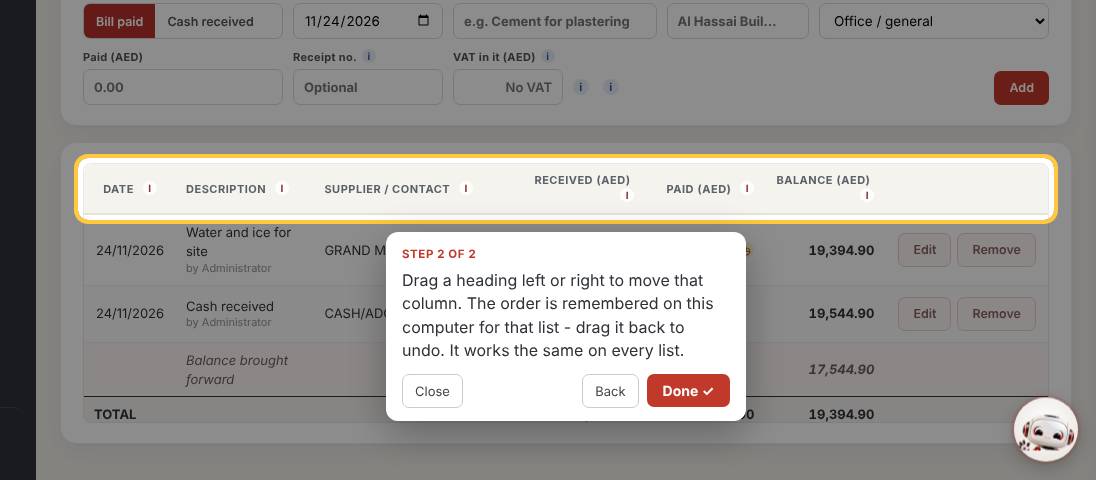 Bill paid Cash received 11/24/2026 e.g. Cement for plastering Al Hassai Buil... Office / general
Paid (AED) Receipt no. i VAT in it (AED) i
0.00 Optional No VAT i i Add
DATE I DESCRIPTION I SUPPLIER / CONTACT I RECEIVED (AED) I PAID (AED) I BALANCE (AED) I
24/11/2026 Water and ice for site GRAND 19,394.90 Edit Remove
by Administrator
24/11/2026 Cash received 19,544.90 Edit Remove
by Administrator
Balance brought forward 17,544.90
TOTAL 19,394.90
STEP 2 OF 2
Drag a heading left or right to move that
column. The order is remembered on this
computer for that list - drag it back to
undo. It works the same on every list.
Close Back Done ✓